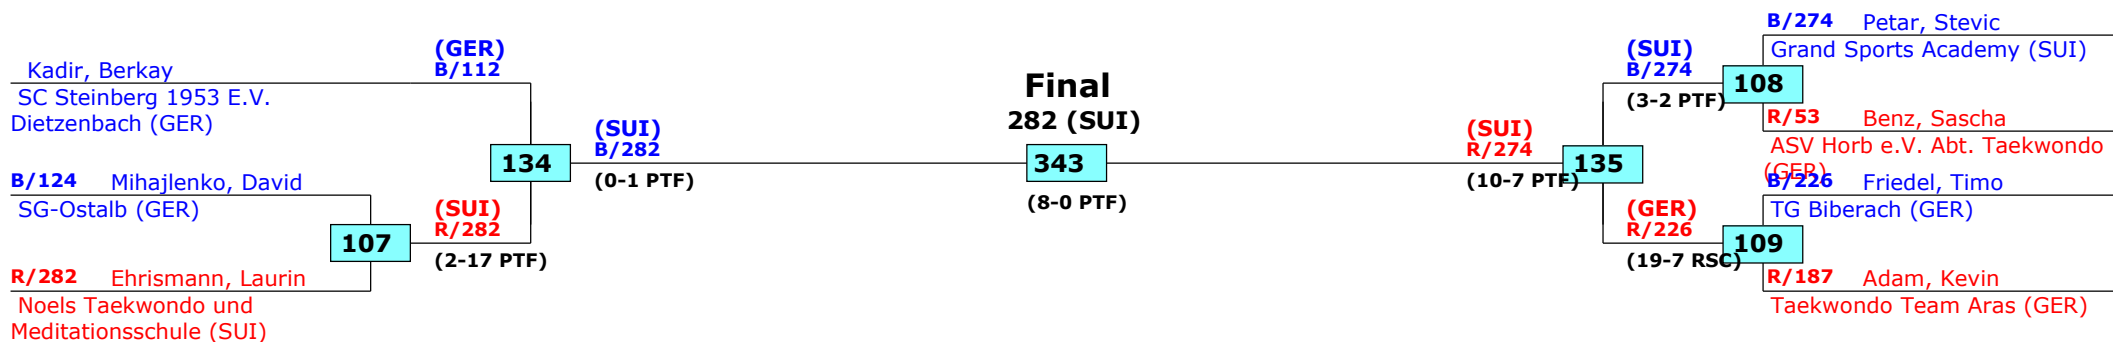 Kadir, Berkay
SC Steinberg 1953 E.V.
Dietzenbach (GER)
B/124 Mihajlenko, David
SG-Ostalb (GER)
R/282 Ehrismann, Laurin
Noels Taekwondo und
Meditationsschule (SUI)
107
(GER)
B/112
(SUI)
R/282
(2-17 PTF)
134
(SUI)
B/282
(0-1 PTF)
Final
282 (SUI)
343
(8-0 PTF)
(SUI)
R/274
(10-7 PTF)
135
(SUI)
B/274
(3-2 PTF)
(GER)
R/226
(19-7 RSC)
108
109
B/274 Petar, Stevic
Grand Sports Academy (SUI)
R/53 Benz, Sascha
ASV Horb e.V. Abt. Taekwondo
(GER)
B/226 Friedel, Timo
TG Biberach (GER)
R/187 Adam, Kevin
Taekwondo Team Aras (GER)